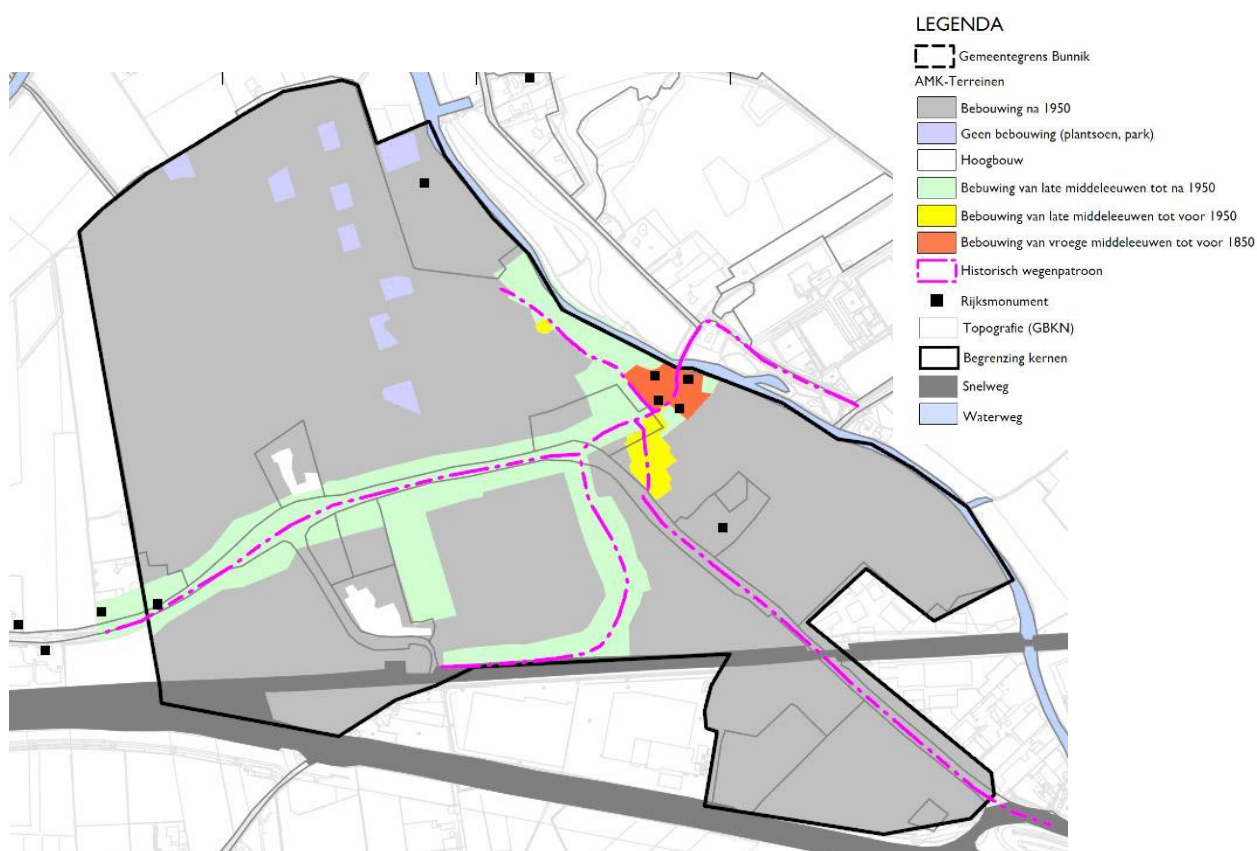 LEGENDA
Gemeentegrens Bunnik
AMK-Terreinen
Bebouwing na 1950
Geen bebouwing (plantsoen, park)
Hoogbouw
Bebuwing van late middeleeuwen tot na 1950
Bebouwing van late middeleeuwen tot voor 1950
Bebouwing van vroege middeleeuwen tot voor 1850
Historisch wegenpatroon
Rijksmonument
Topografie (GBKN)
Begrenzing kernen
Snelweg
Waterweg